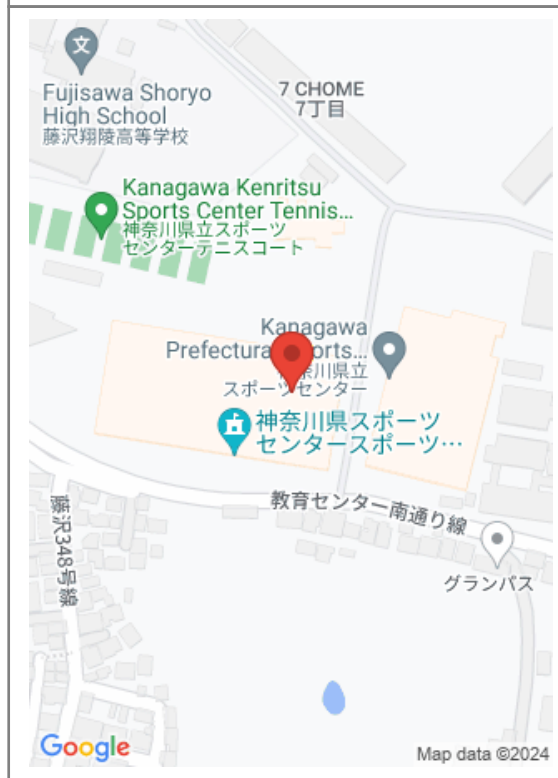 文
Fujisawa Shoryo
High School
藤沢翔陵高等学校
7 CHOME
7丁目
Kanagawa Kenritsu
Sports Center Tennis...
神奈川県立スポーツ
センターテニスコート
Kanagawa
Prefectura orts...
奈川県立
スポーツセンター
神奈川県スポーツ
センタースポーツ…
教育センター南通り線
藤沢348号線
グランパス
Google
Map data ©2024